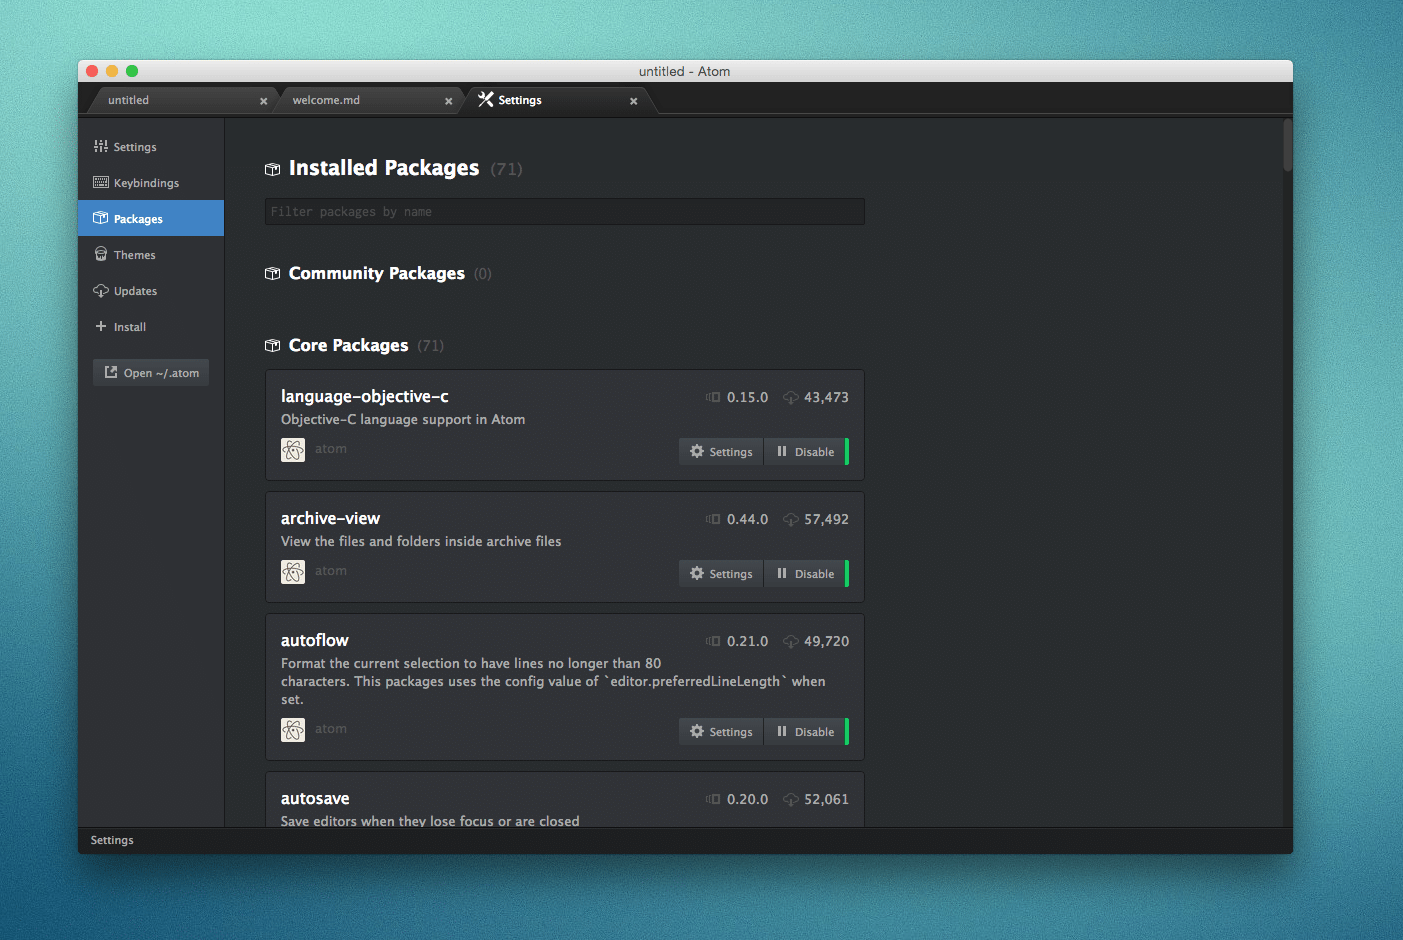 untitled - Atom
untitled
welcome.md
Settings
Settings
Keybindings
Packages
Themes
Updates
Install
Open ~/.atom
Installed Packages (71)
Filter packages by name
Community Packages (0)
Core Packages (71)
language-objective-c 0.15.0 43,473
Objective-C language support in Atom
atom Settings Disable
archive-view 0.44.0 57,492
View the files and folders inside archive files
atom Settings Disable
autoflow 0.21.0 49,720
Format the current selection to have lines no longer than 80
characters. This packages uses the config value of `editor.preferredLineLength` when
set.
atom Settings Disable
autosave 0.20.0 52,061
Save editors when they lose focus or are closed
Settings